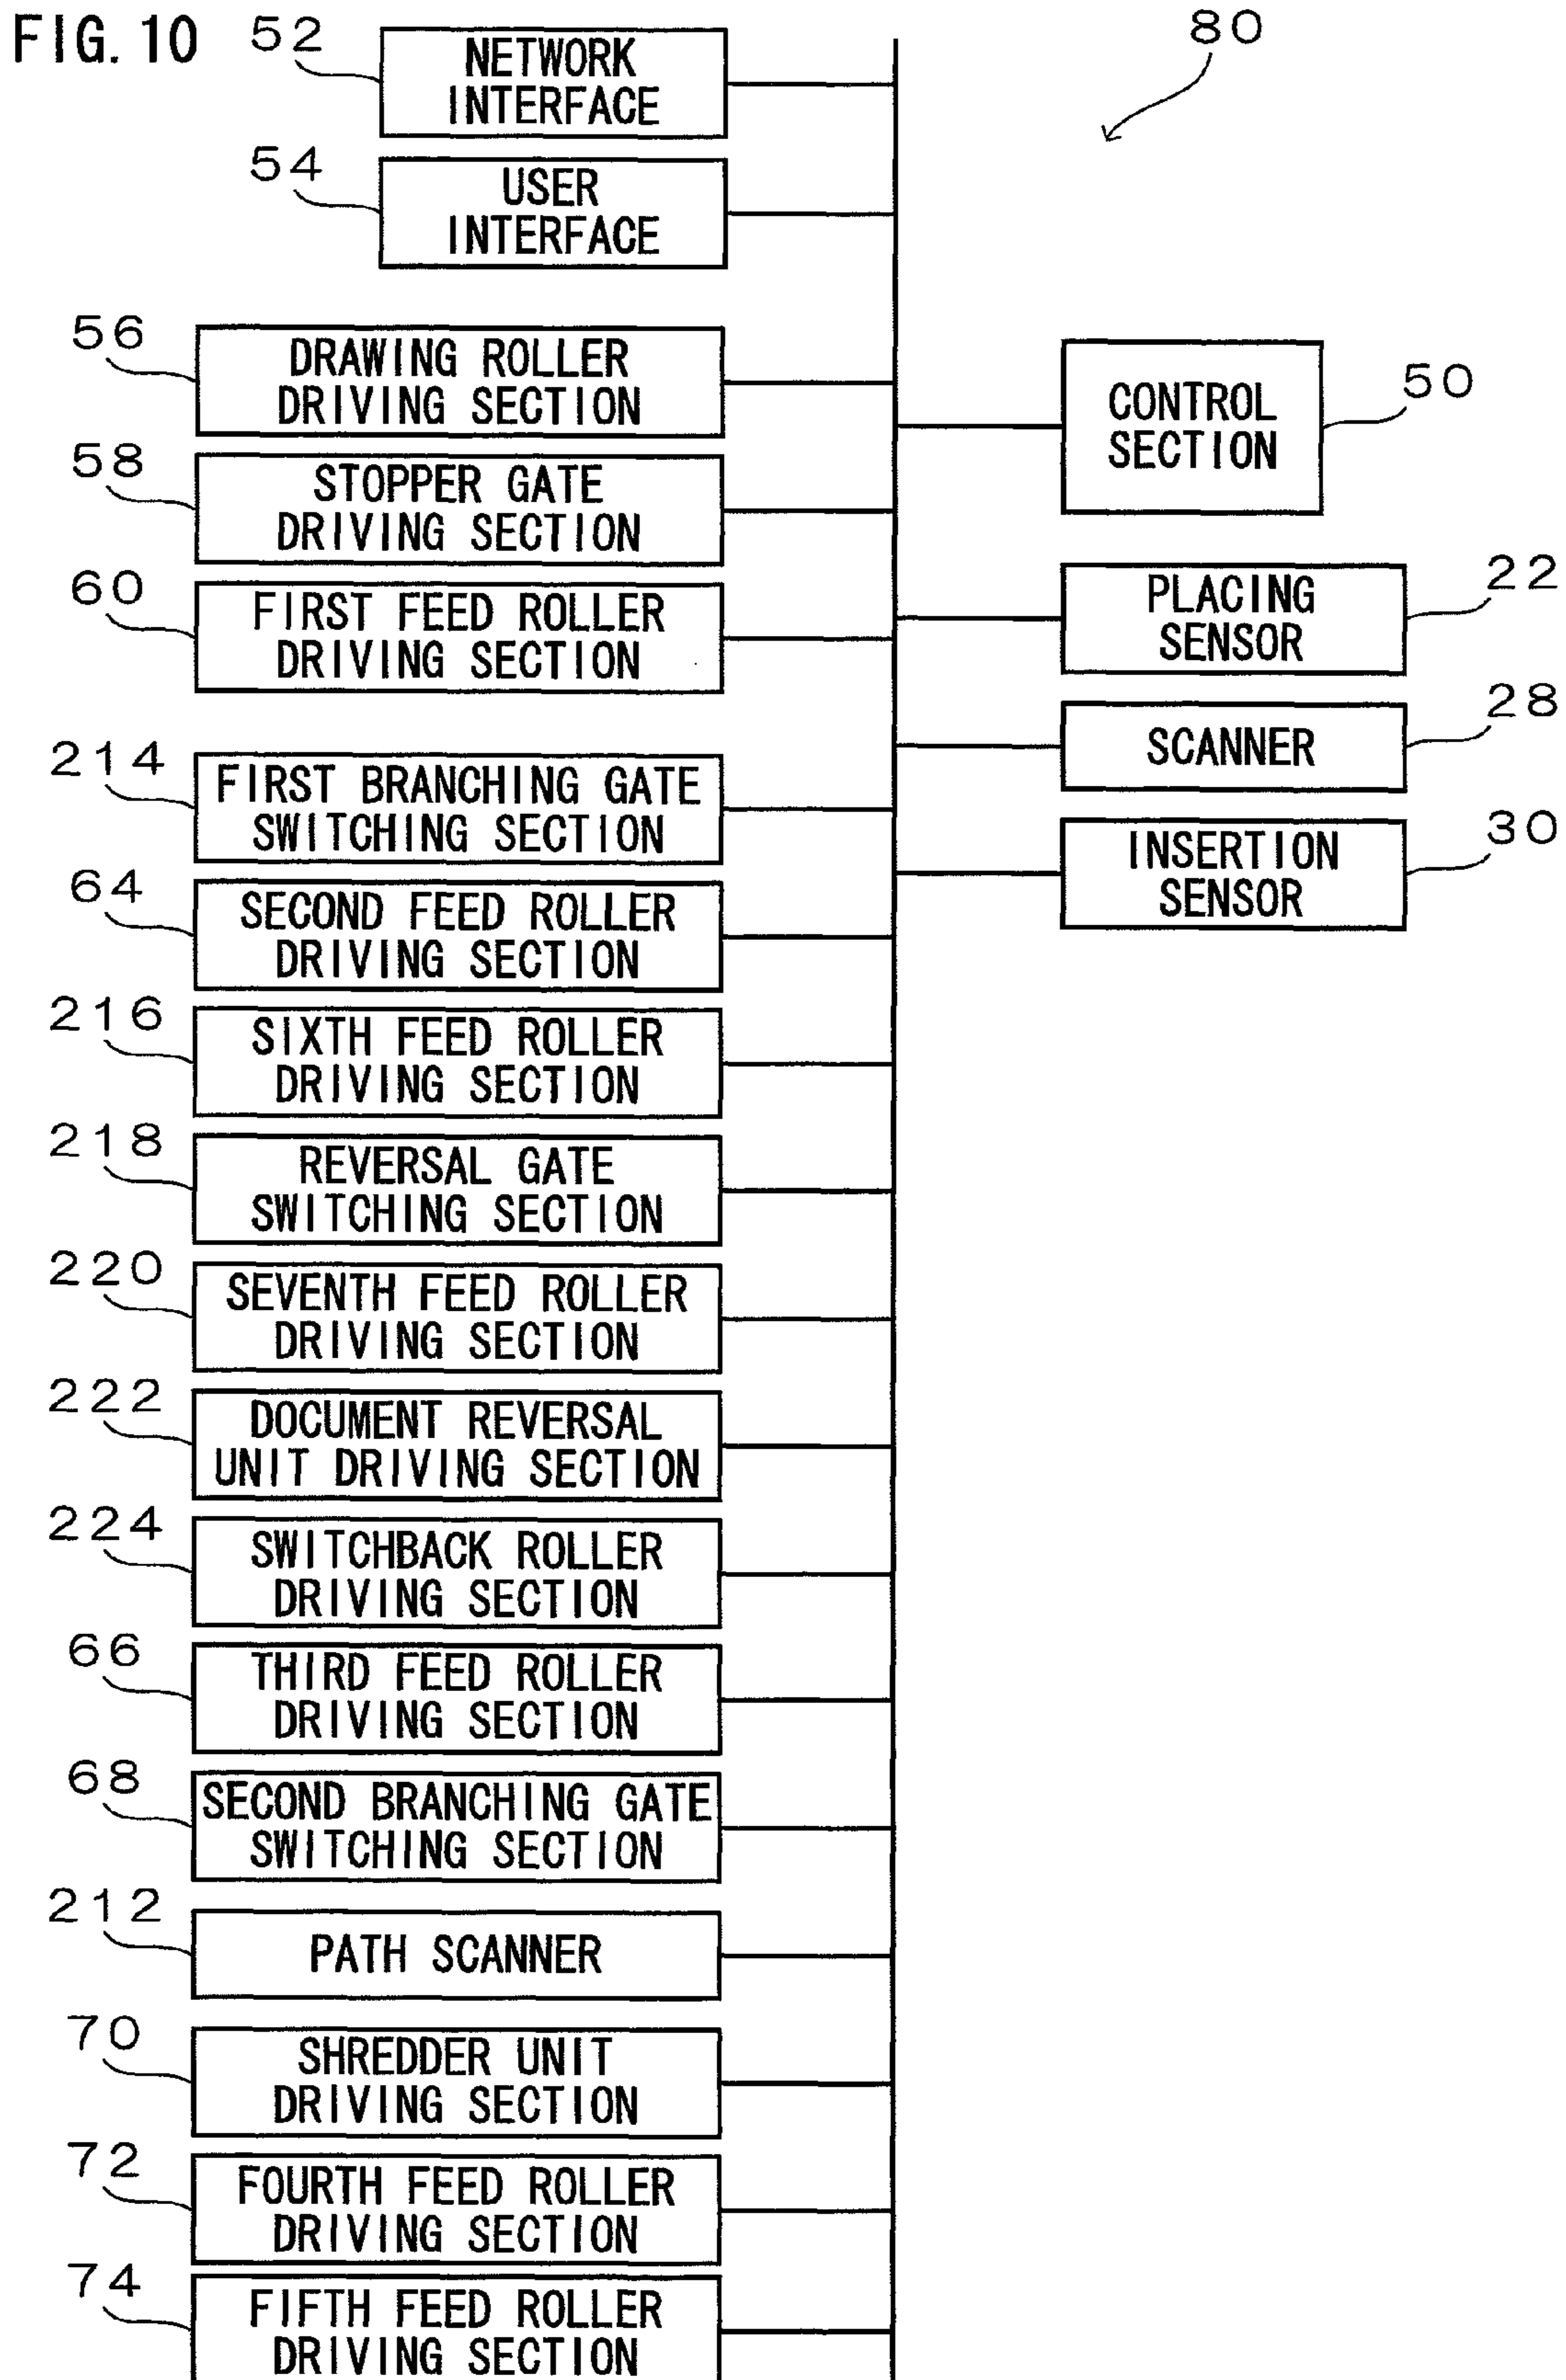 FIG. 10
80
52
NETWORK
INTERFACE
54
USER
INTERFACE
56
DRAWING ROLLER
DRIVING SECTION
CONTROL
SECTION
50
58
STOPPER GATE
DRIVING SECTION
60
FIRST FEED ROLLER
DRIVING SECTION
PLACING
SENSOR
22
SCANNER
28
214
FIRST BRANCHING GATE
SWITCHING SECTION
INSERTION
SENSOR
30
64
SECOND FEED ROLLER
DRIVING SECTION
216
SIXTH FEED ROLLER
DRIVING SECTION
218
REVERSAL GATE
SWITCHING SECTION
220
SEVENTH FEED ROLLER
DRIVING SECTION
222
DOCUMENT REVERSAL
UNIT DRIVING SECTION
224
SWITCHBACK ROLLER
DRIVING SECTION
66
THIRD FEED ROLLER
DRIVING SECTION
68
SECOND BRANCHING GATE
SWITCHING SECTION
212
PATH SCANNER
70
SHREDDER UNIT
DRIVING SECTION
72
FOURTH FEED ROLLER
DRIVING SECTION
74
FIFTH FEED ROLLER
DRIVING SECTION